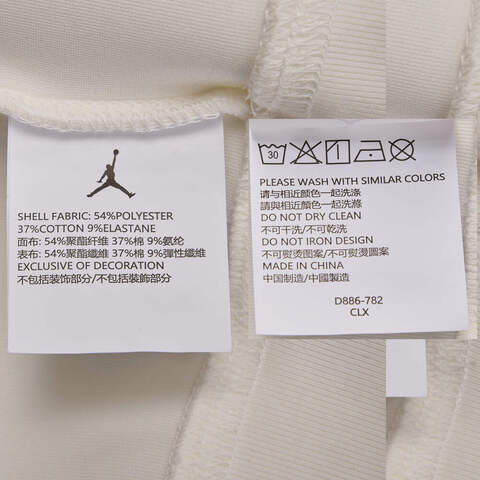 SHELL FABRIC: 54%POLYESTER
37%COTTON 9%ELASTANE
面布: 54%聚酯纤维 37%棉 9%氨纶
表布: 54%聚酯纖維 37%棉 9%彈性纖維
EXCLUSIVE OF DECORATION
不包括装饰部分/不包括裝飾部分
30
PLEASE WASH WITH SIMILAR COLORS
请与相近颜色一起洗涤
請與相近顏色一起洗滌
DO NOT DRY CLEAN
不可干洗/不可乾洗
DO NOT IRON DESIGN
不可熨烫图案/不可熨燙圖案
MADE IN CHINA
中国制造/中國製造
D886-782
CLX